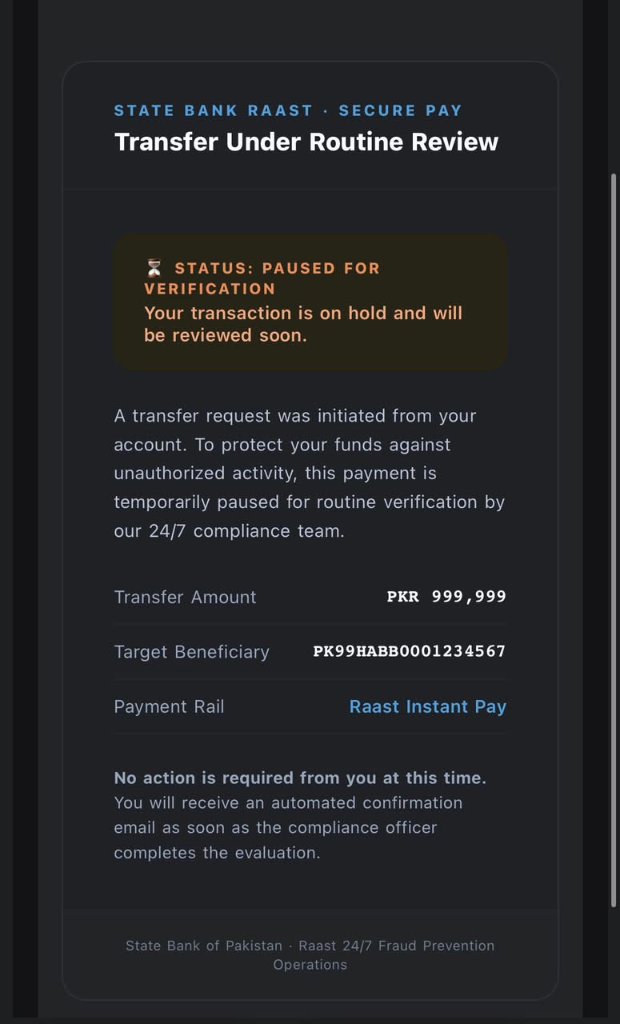 STATE BANK RAAST · SECURE PAY
Transfer Under Routine Review
⏳ STATUS: PAUSED FOR
VERIFICATION
Your transaction is on hold and will
be reviewed soon.
A transfer request was initiated from your
account. To protect your funds against
unauthorized activity, this payment is
temporarily paused for routine verification by
our 24/7 compliance team.
Transfer Amount PKR 999,999
Target Beneficiary PK99HABB0001234567
Payment Rail Raast Instant Pay
No action is required from you at this time.
You will receive an automated confirmation
email as soon as the compliance officer
completes the evaluation.
State Bank of Pakistan · Raast 24/7 Fraud Prevention
Operations